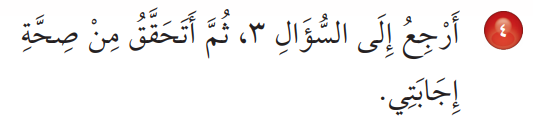 ٤ أَرْجِعُ إِلَى السُّؤَالِ ٣، ثُمَّ أَتَحَقَّقُ مِنْ صِحَّةِ
إِجَابَتِي.